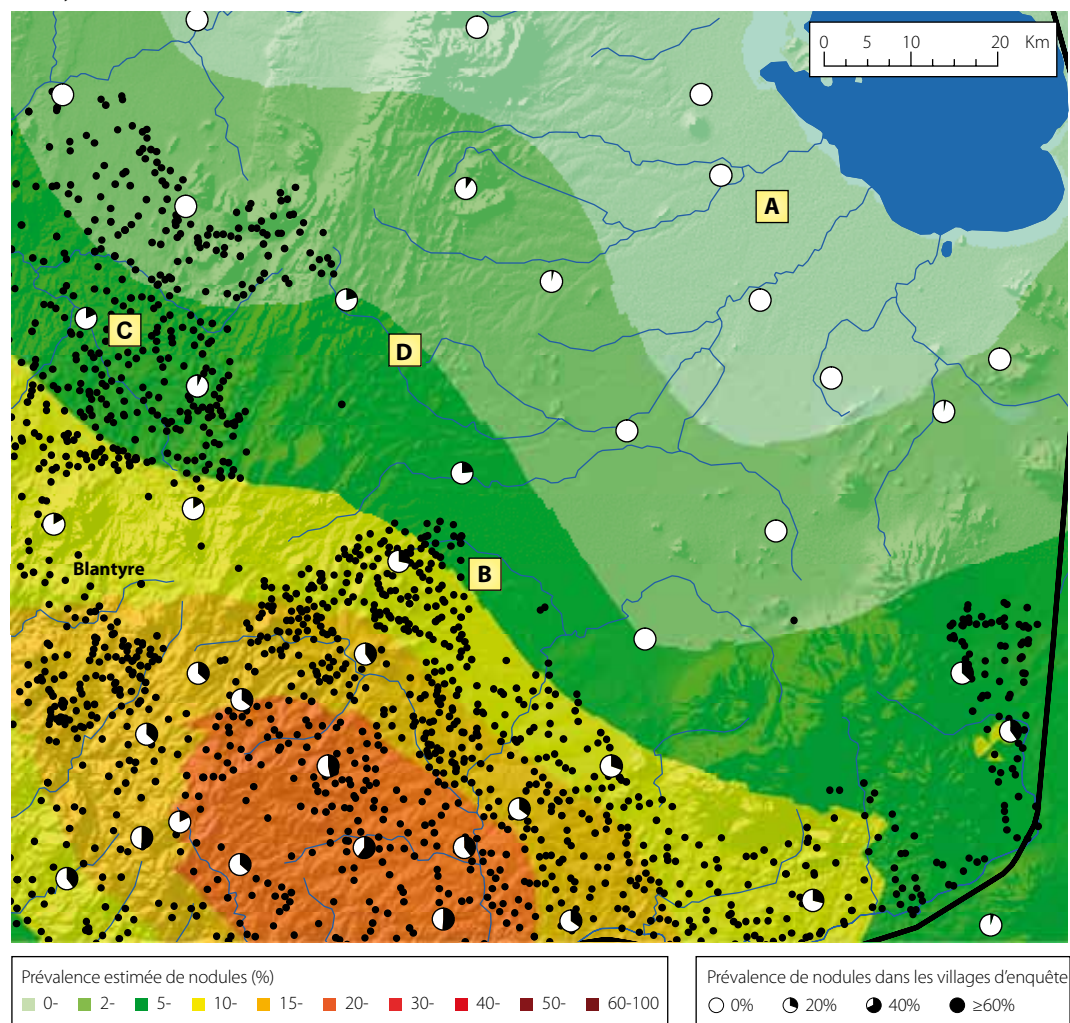 0 5 10 20 Km
A
C
D
B
Blantyre
Prévalence estimée de nodules (%)
0- 2- 5- 10- 15- 20- 30- 40- 50- 60-100
Prévalence de nodules dans les villages d’enquête
0% 20% 40% ≥60%